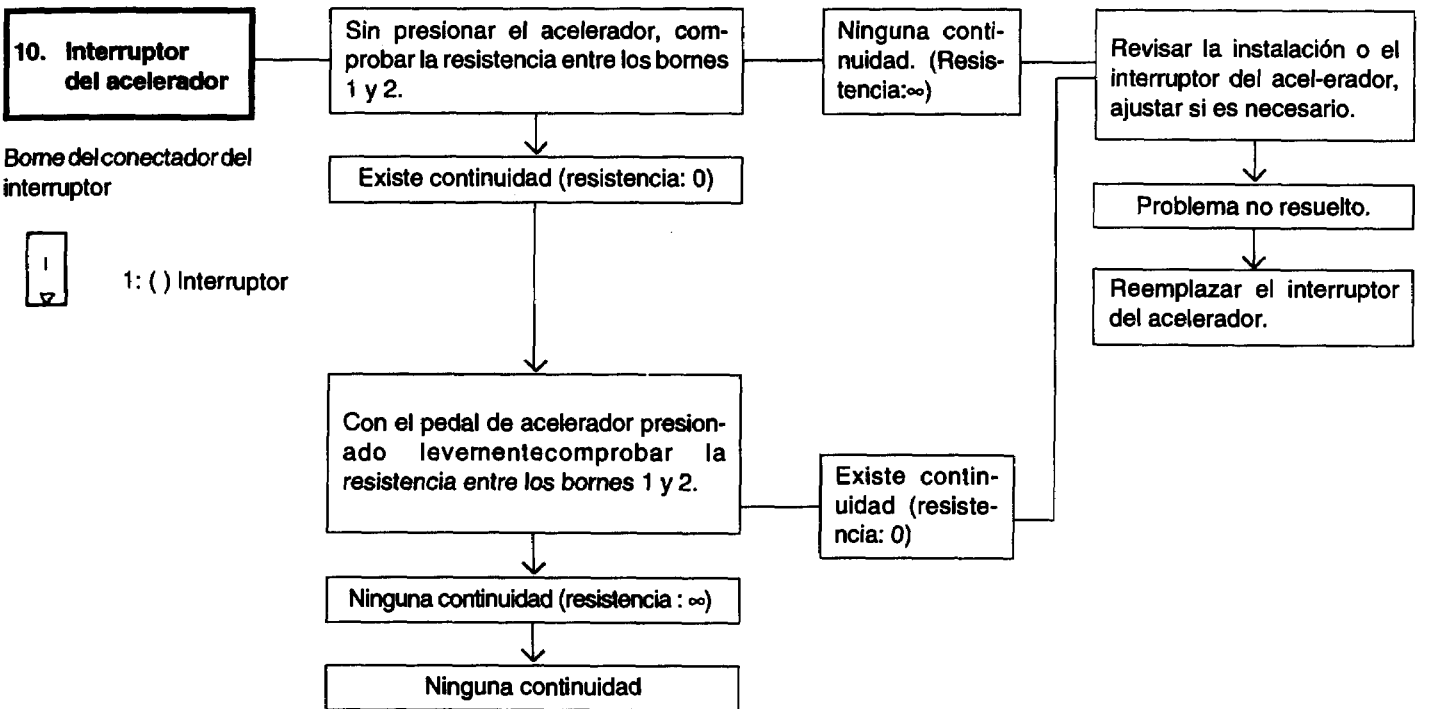 10. Interruptor
del acelerador
Borne del conectador del
interruptor
1
1: ( ) Interruptor
Sin presionar el acelerador, com-
probar la resistencia entre los bornes
1 y 2.
Existe continuidad (resistencia: 0)
Con el pedal de acelerador presion-
ado levementecomprobar la
resistencia entre los bornes 1 y 2.
Ninguna continuidad (resistencia : ∞)
Ninguna continuidad
Ninguna conti-
nuidad. (Resis-
tencia:∞)
Existe contin-
uidad (resiste-
ncia: 0)
Revisar la instalación o el
interruptor del acel-erador,
ajustar si es necesario.
Problema no resuelto.
Reemplazar el interruptor
del acelerador.